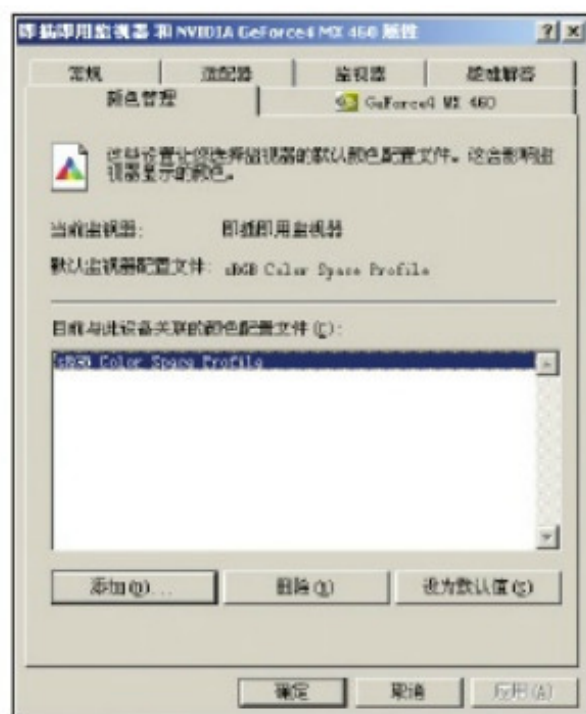 即插即用监视器 和 NVIDIA GeForce4 MX 460 属性
常规 适配器 监视器 疑难解答
颜色管理 GeForce4 MX 460
这些设置让您选择监视器的默认颜色配置文件。这会影响监
视器显示的颜色。
当前监视器: 即插即用监视器
默认监视器配置文件: sRGB Color Space Profile
目前与此设备关联的颜色配置文件(C):
sRGB Color Space Profile
添加(D)... 删除(R) 设为默认值(S)
确定 取消 应用(A)